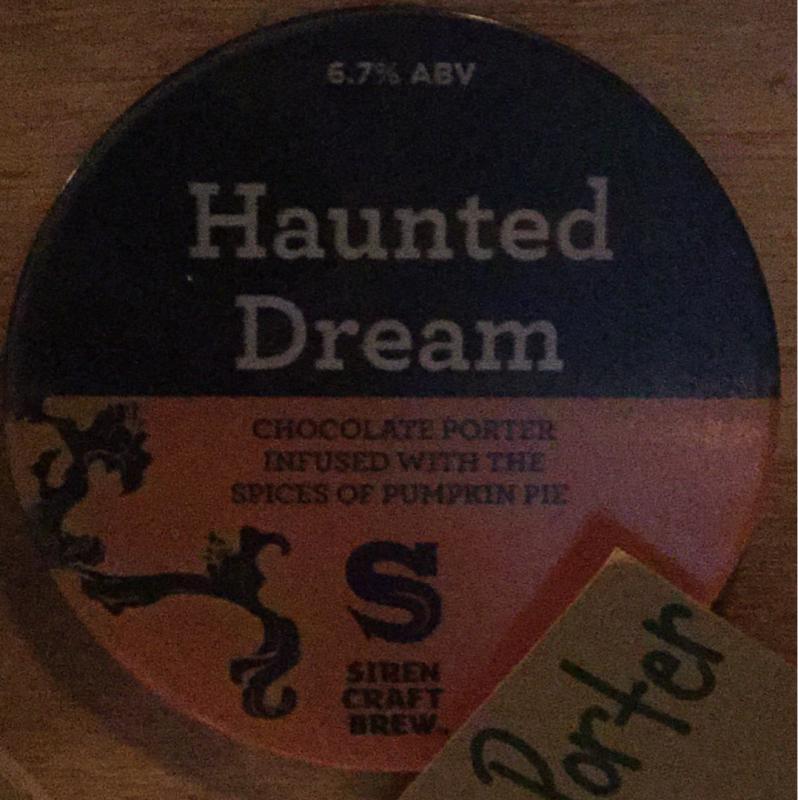 6.7% ABV
Haunted
Dream
CHOCOLATE PORTER
INFUSED WITH THE
SPICES OF PUMPKIN PIE
S
SIREN
CRAFT
BREW.
Porter